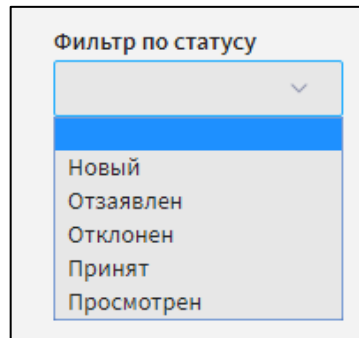 Фильтр по статусу
Новый
Отзаявлен
Отклонен
Принят
Просмотрен